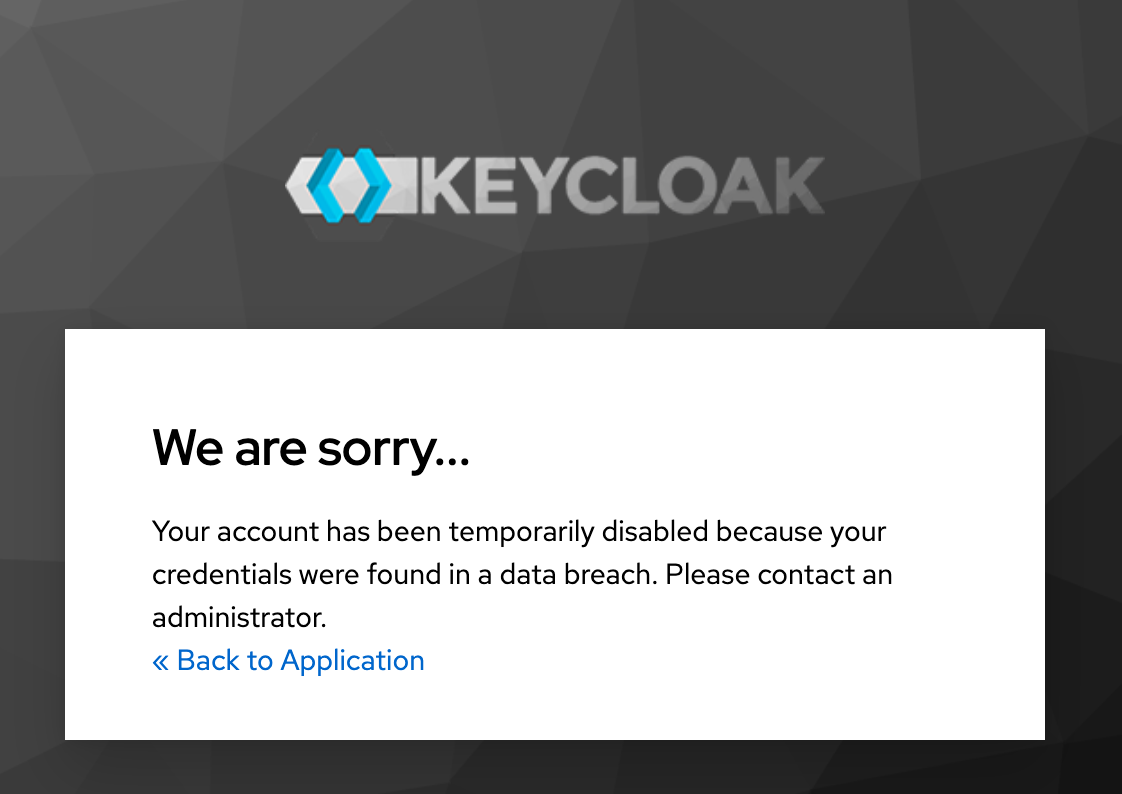 KEYCLOAK
We are sorry...
Your account has been temporarily disabled because your
credentials were found in a data breach. Please contact an
administrator.
« Back to Application